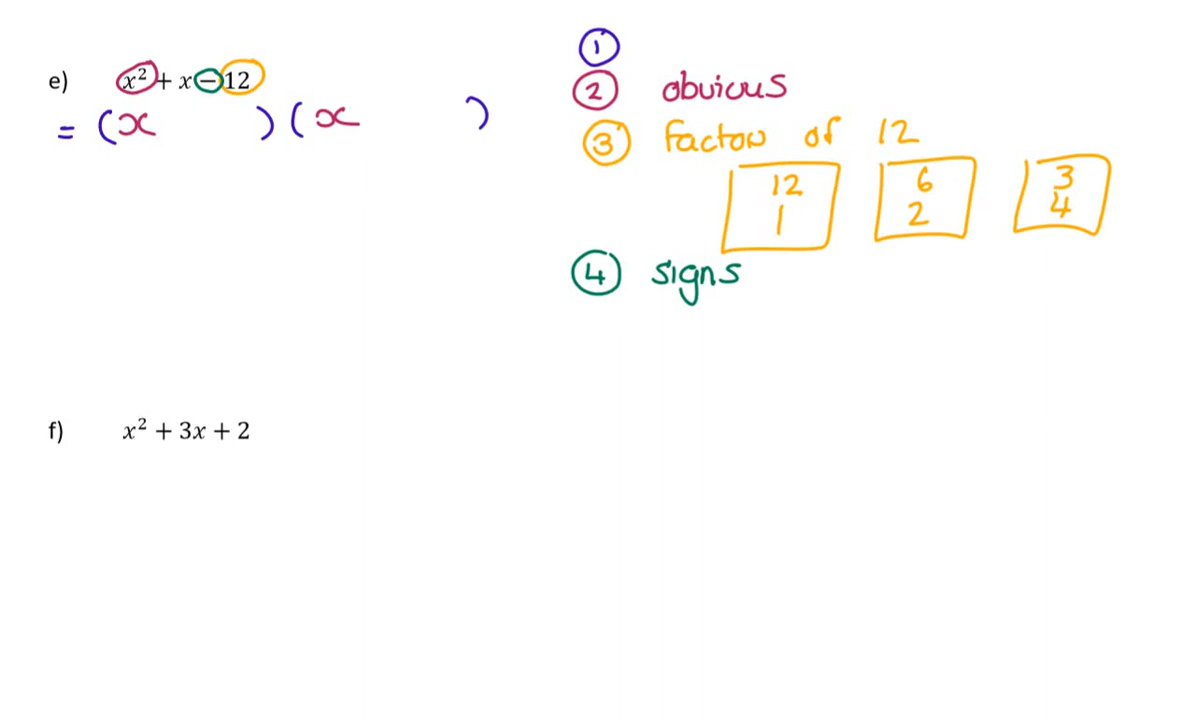 ①
e) x² + x − 12
② obvious
= (x )(x )
③ factors of 12
12 6 3
1 2 4
④ signs
f) x² + 3x + 2